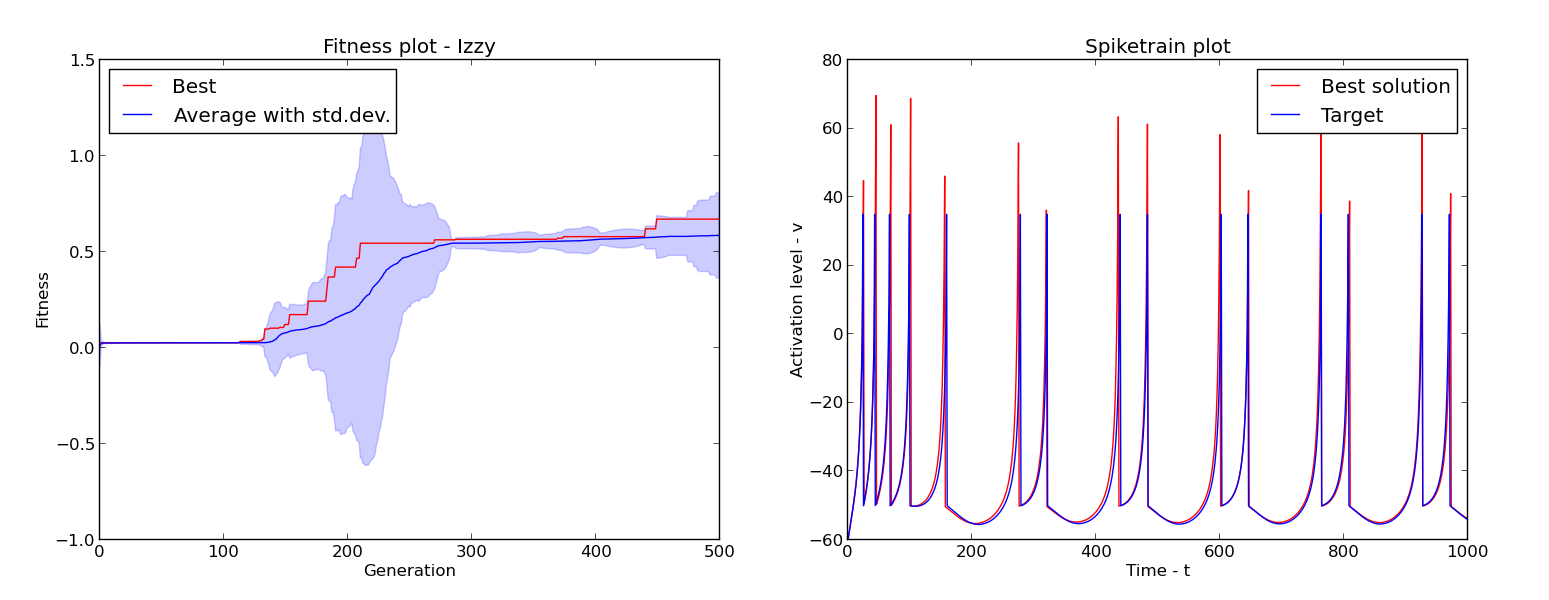 Fitness plot - Izzy
1.5
1.0
0.5
0.0
−0.5
−1.0
Fitness
Best
Average with std.dev.
0 100 200 300 400 500
Generation
Spiketrain plot
80
60
40
20
0
−20
−40
−60
Activation level - v
Best solution
Target
0 200 400 600 800 1000
Time - t